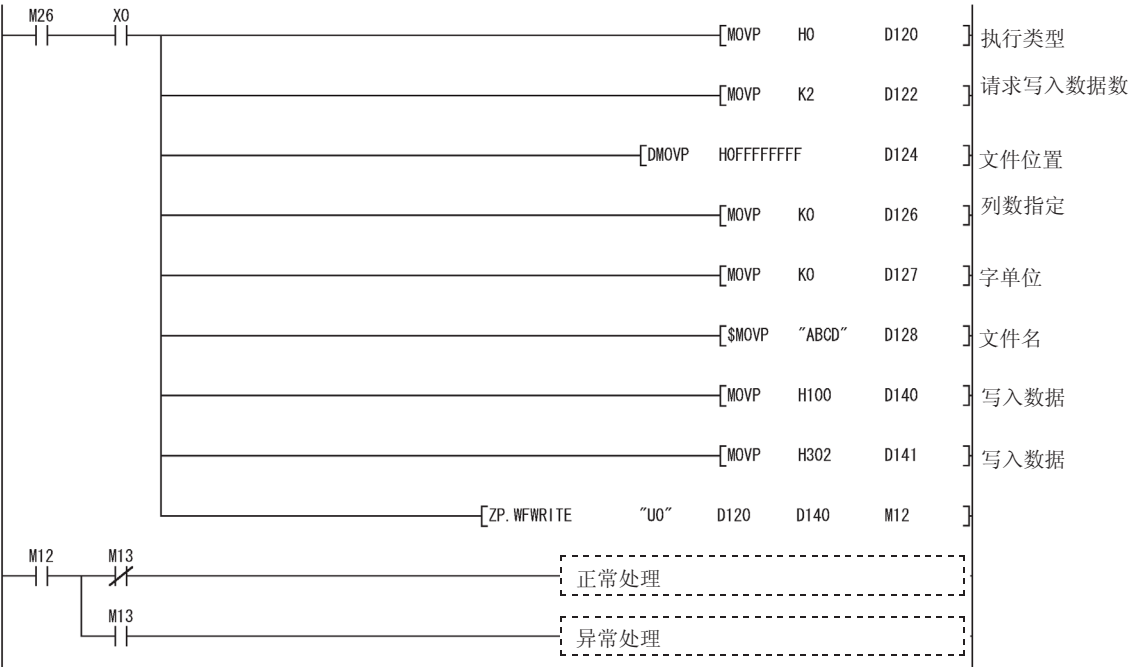 M26 X0
[MOVP H0 D120 ] 执行类型
[MOVP K2 D122 ] 请求写入数据数
[DMOVP H0FFFFFFFF D124 ] 文件位置
[MOVP K0 D126 ] 列数指定
[MOVP K0 D127 ] 字单位
[$MOVP "ABCD" D128 ] 文件名
[MOVP H100 D140 ] 写入数据
[MOVP H302 D141 ] 写入数据
[ZP.WFWRITE "U0" D120 D140 M12 ]
M12 M13
正常处理
M13
异常处理